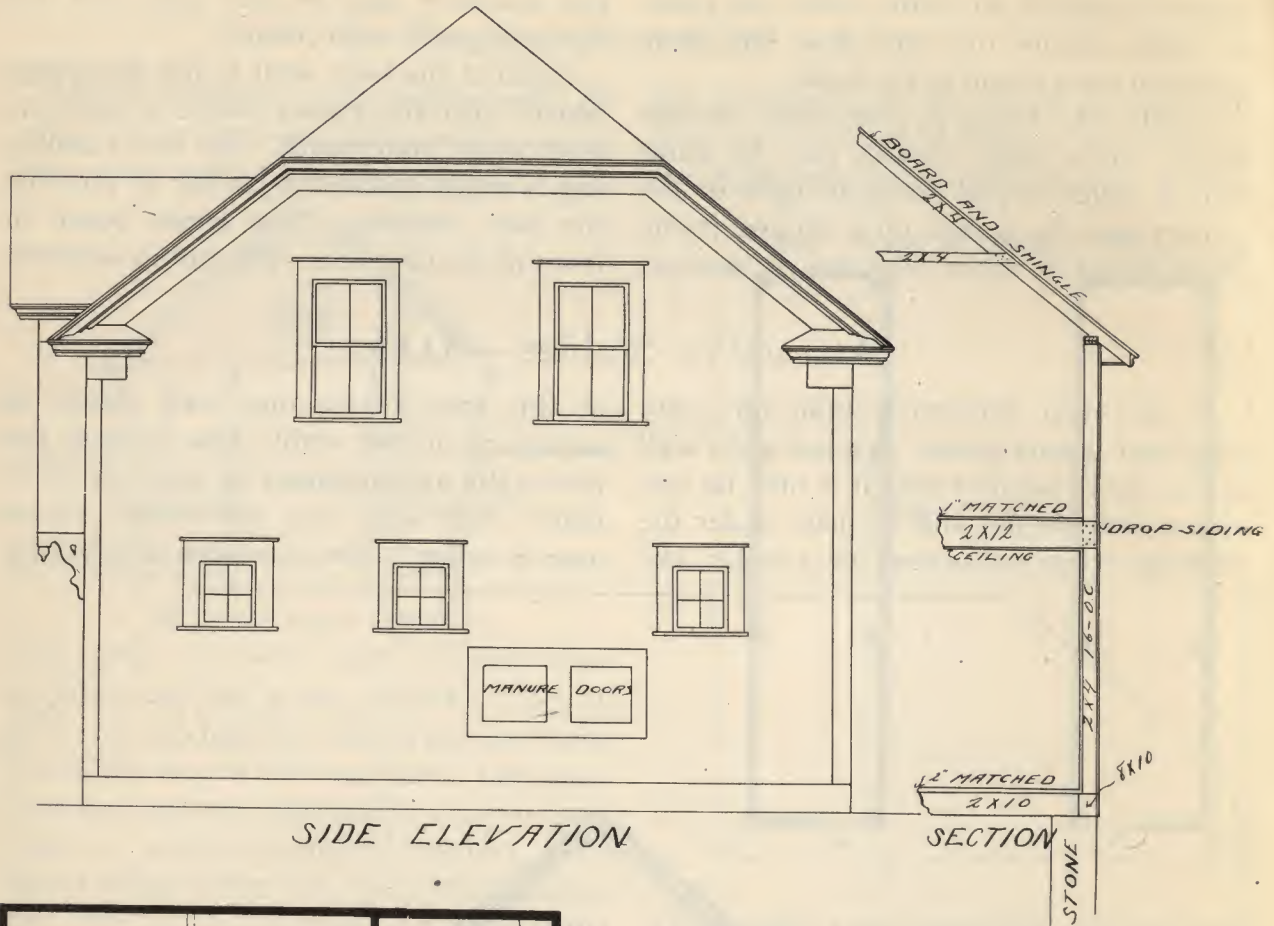 BOARD AND SHINGLE
2X4
2X4
1" MATCHED
2X12
CEILING
DROP SIDING
2X4 16-OC
MANURE DOORS
2" MATCHED
2X10
8X10
SIDE ELEVATION
SECTION
STONE